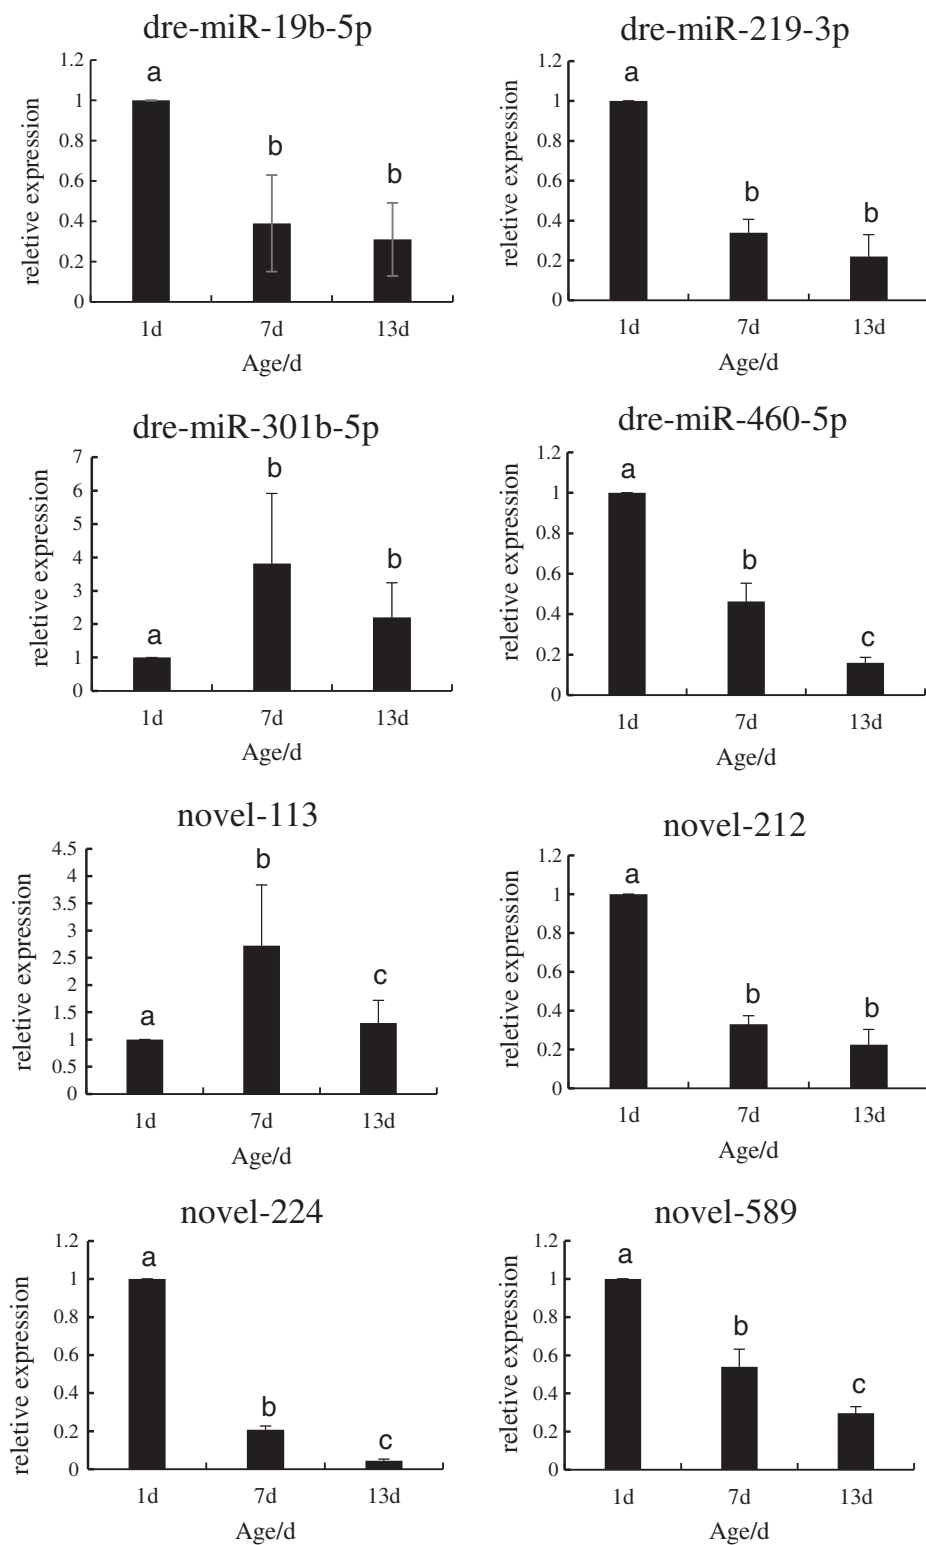 dre-miR-19b-5p
reletive expression
1.2
1
0.8
0.6
0.4
0.2
0
a
b
b
1d
7d
13d
Age/d
dre-miR-219-3p
reletive expression
1.2
1
0.8
0.6
0.4
0.2
0
a
b
b
1d
7d
13d
Age/d
dre-miR-301b-5p
reletive expression
7
6
5
4
3
2
1
0
a
b
b
1d
7d
13d
Age/d
dre-miR-460-5p
reletive expression
1.2
1
0.8
0.6
0.4
0.2
0
a
b
c
1d
7d
13d
Age/d
novel-113
reletive expression
4.5
4
3.5
3
2.5
2
1.5
1
0.5
0
a
b
c
1d
7d
13d
Age/d
novel-212
reletive expression
1.2
1
0.8
0.6
0.4
0.2
0
a
b
b
1d
7d
13d
Age/d
novel-224
reletive expression
1.2
1
0.8
0.6
0.4
0.2
0
a
b
c
1d
7d
13d
Age/d
novel-589
reletive expression
1.2
1
0.8
0.6
0.4
0.2
0
a
b
c
1d
7d
13d
Age/d